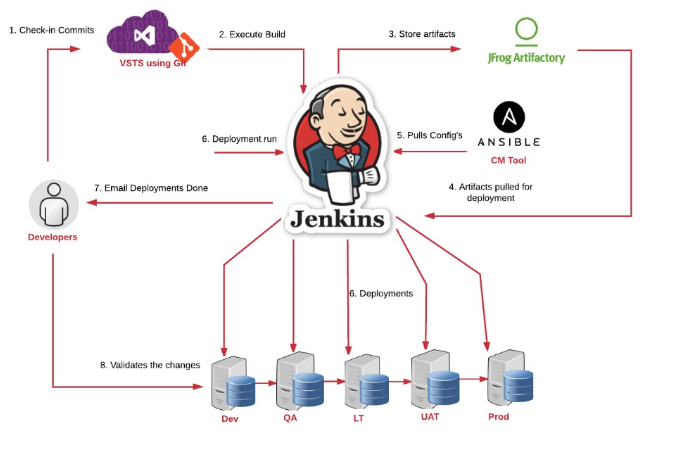 1. Check-in Commits
VSTS using Git
2. Execute Build
3. Store artifacts
JFrog Artifactory
6. Deployment run
5. Pulls Config's
A
ANSIBLE
CM Tool
7. Email Deployments Done
4. Artifacts pulled for
deployment
Jenkins
Developers
6. Deployments
8. Validates the changes
Dev
QA
LT
UAT
Prod